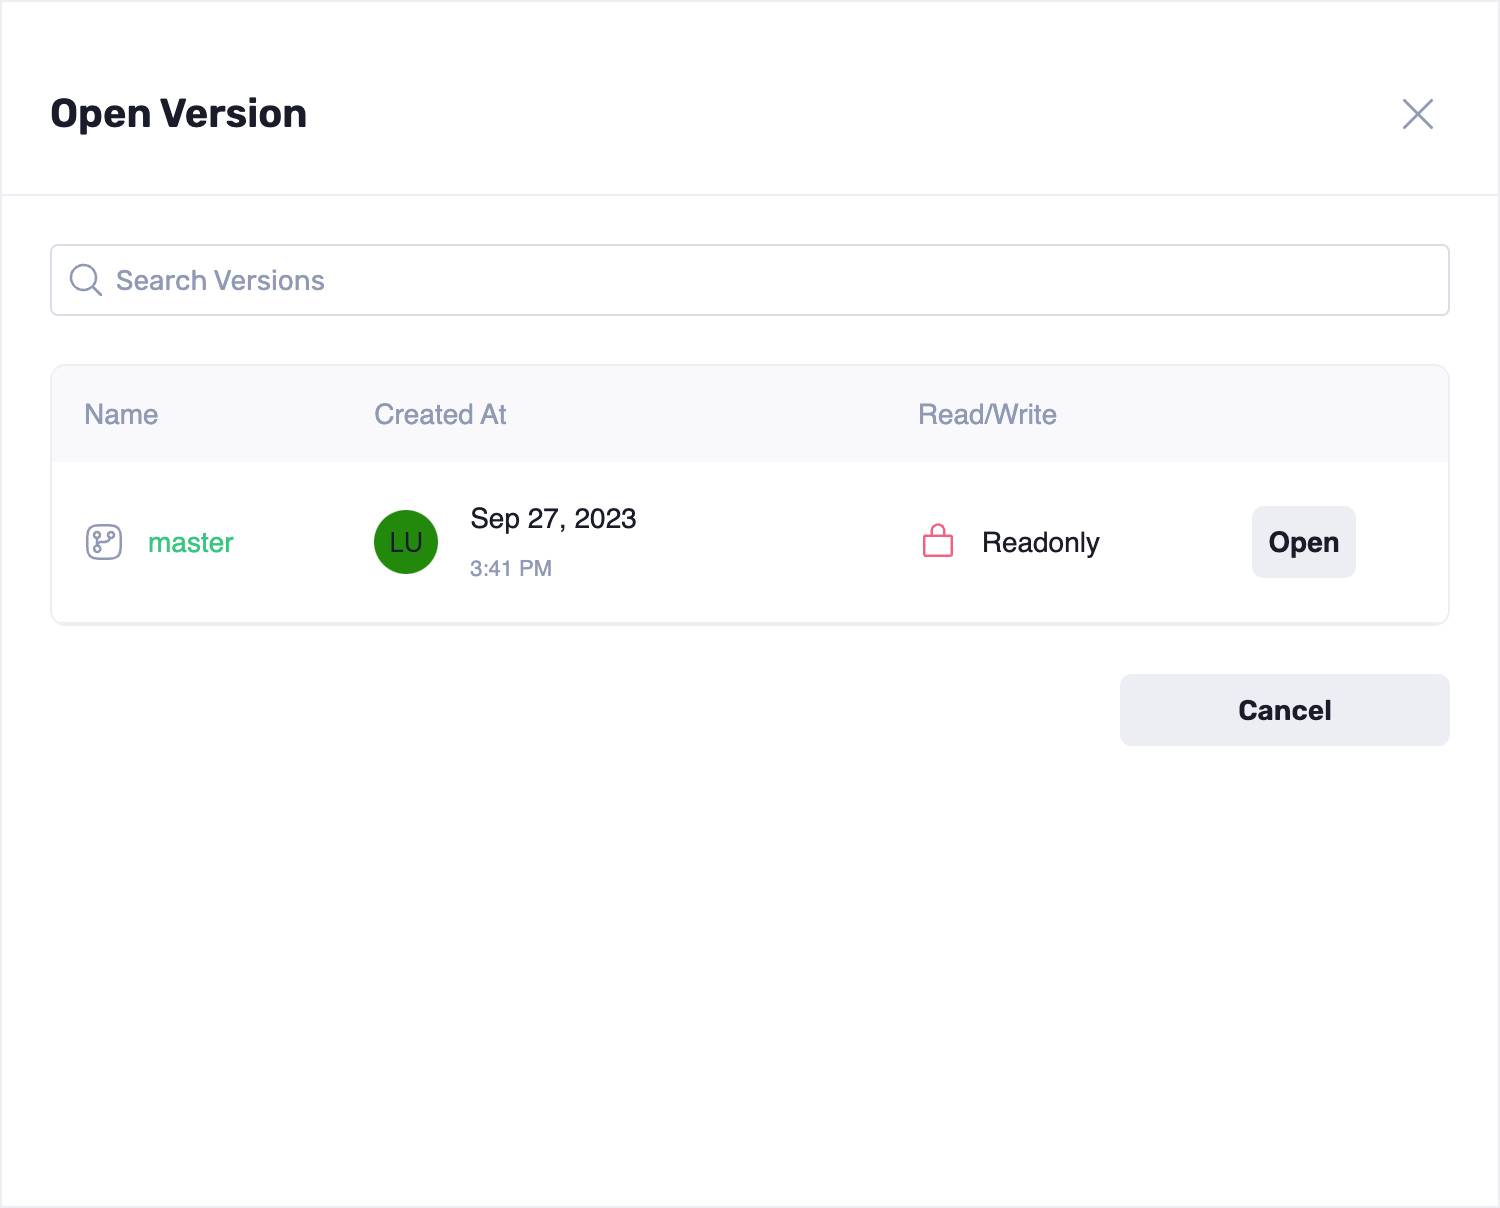 Open Version
Search Versions
Name Created At Read/Write
master LU Sep 27, 2023 Readonly Open
3:41 PM
Cancel